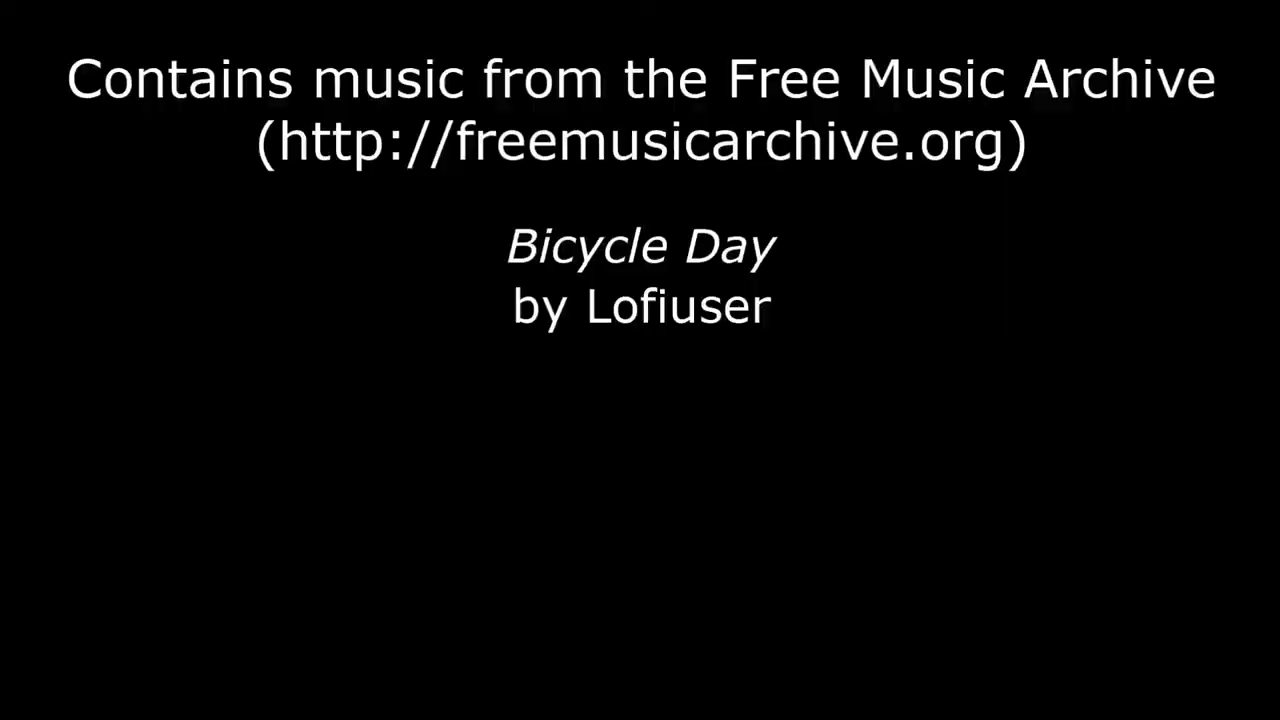 Contains music from the Free Music Archive
(http://freemusicarchive.org)
Bicycle Day
by Lofiuser